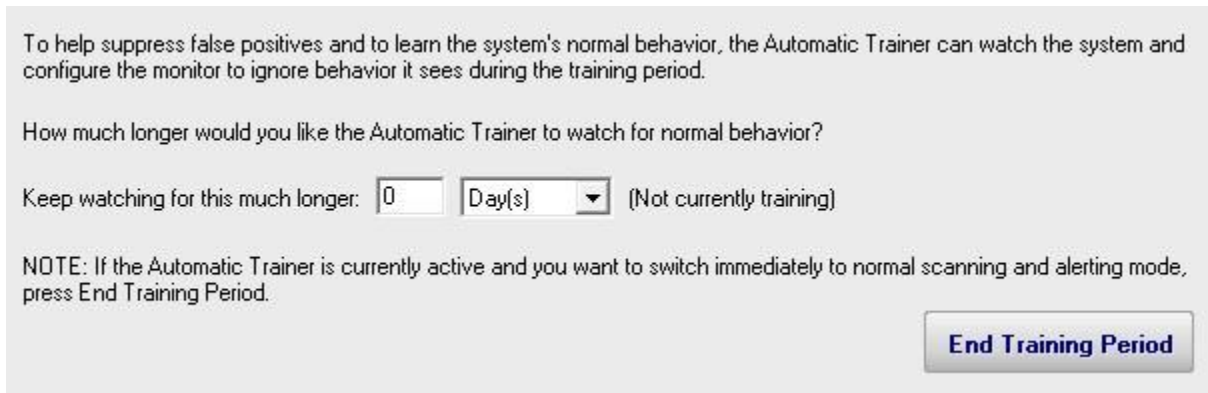 To help suppress false positives and to learn the system's normal behavior, the Automatic Trainer can watch the system and
configure the monitor to ignore behavior it sees during the training period.
How much longer would you like the Automatic Trainer to watch for normal behavior?
Keep watching for this much longer: 0 Day(s) (Not currently training)
NOTE: If the Automatic Trainer is currently active and you want to switch immediately to normal scanning and alerting mode,
press End Training Period.
End Training Period